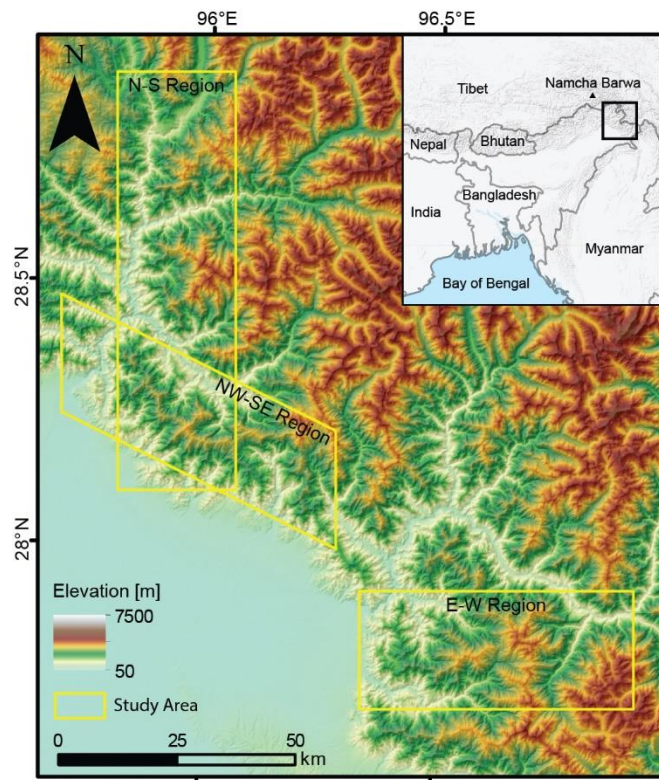 96°E
96.5°E
N
N-S Region
Tibet
Namcha Barwa
Nepal
Bhutan
Bangladesh
India
Myanmar
Bay of Bengal
28.5°N
NW-SE Region
28°N
E-W Region
Elevation [m]
7500
50
Study Area
0
25
50
km